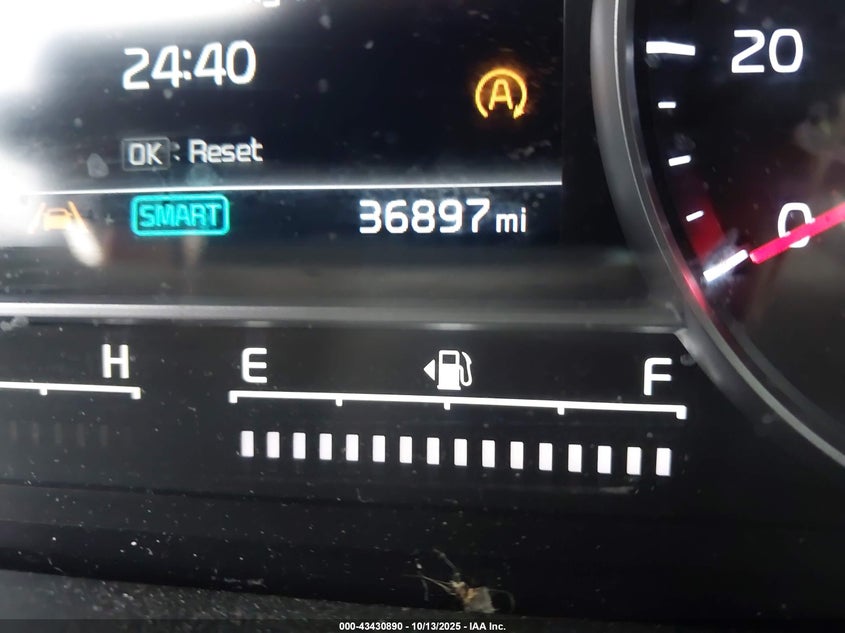 24:40
A
OK : Reset
SMART
36897 mi
20
0
H
E
F
000-43430890 - 10/13/2025 - IAA Inc.